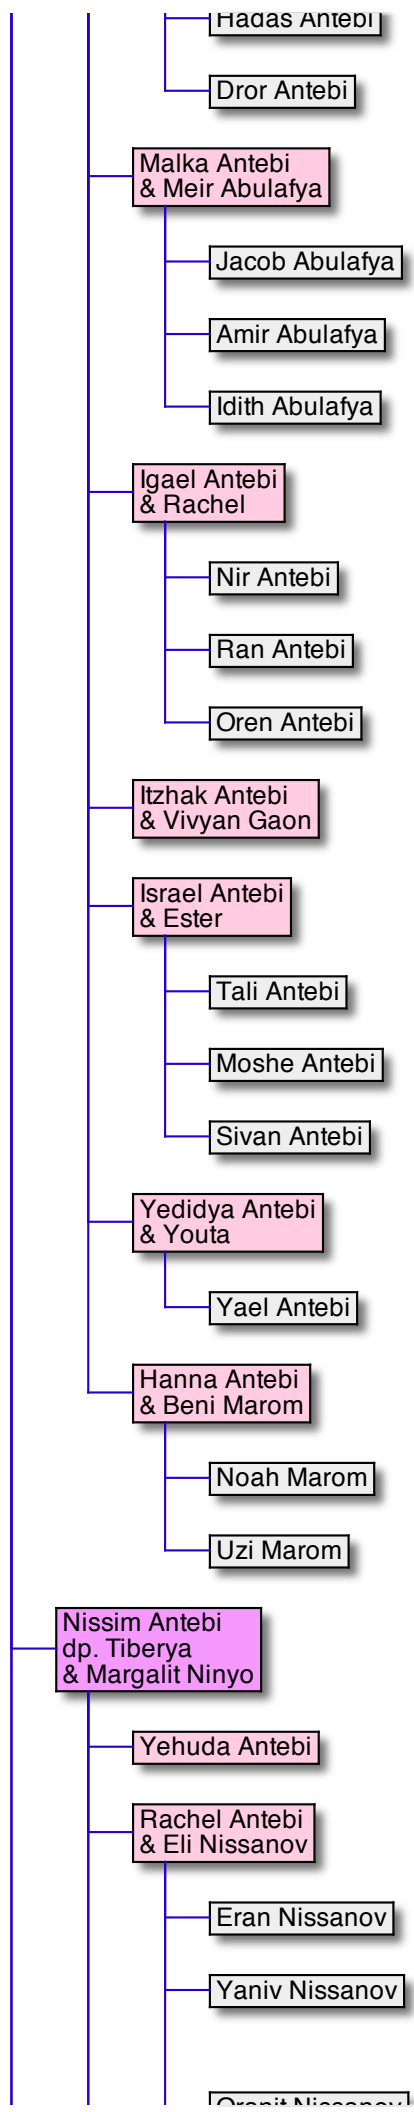 Hadas Antebi
Dror Antebi
Malka Antebi
& Meir Abulafya
Jacob Abulafya
Amir Abulafya
Idith Abulafya
Igael Antebi
& Rachel
Nir Antebi
Ran Antebi
Oren Antebi
Itzhak Antebi
& Vivyan Gaon
Israel Antebi
& Ester
Tali Antebi
Moshe Antebi
Sivan Antebi
Yedidya Antebi
& Youta
Yael Antebi
Hanna Antebi
& Beni Marom
Noah Marom
Uzi Marom
Nissim Antebi
dp. Tiberya
& Margalit Ninyo
Yehuda Antebi
Rachel Antebi
& Eli Nissanov
Eran Nissanov
Yaniv Nissanov
Nissanov